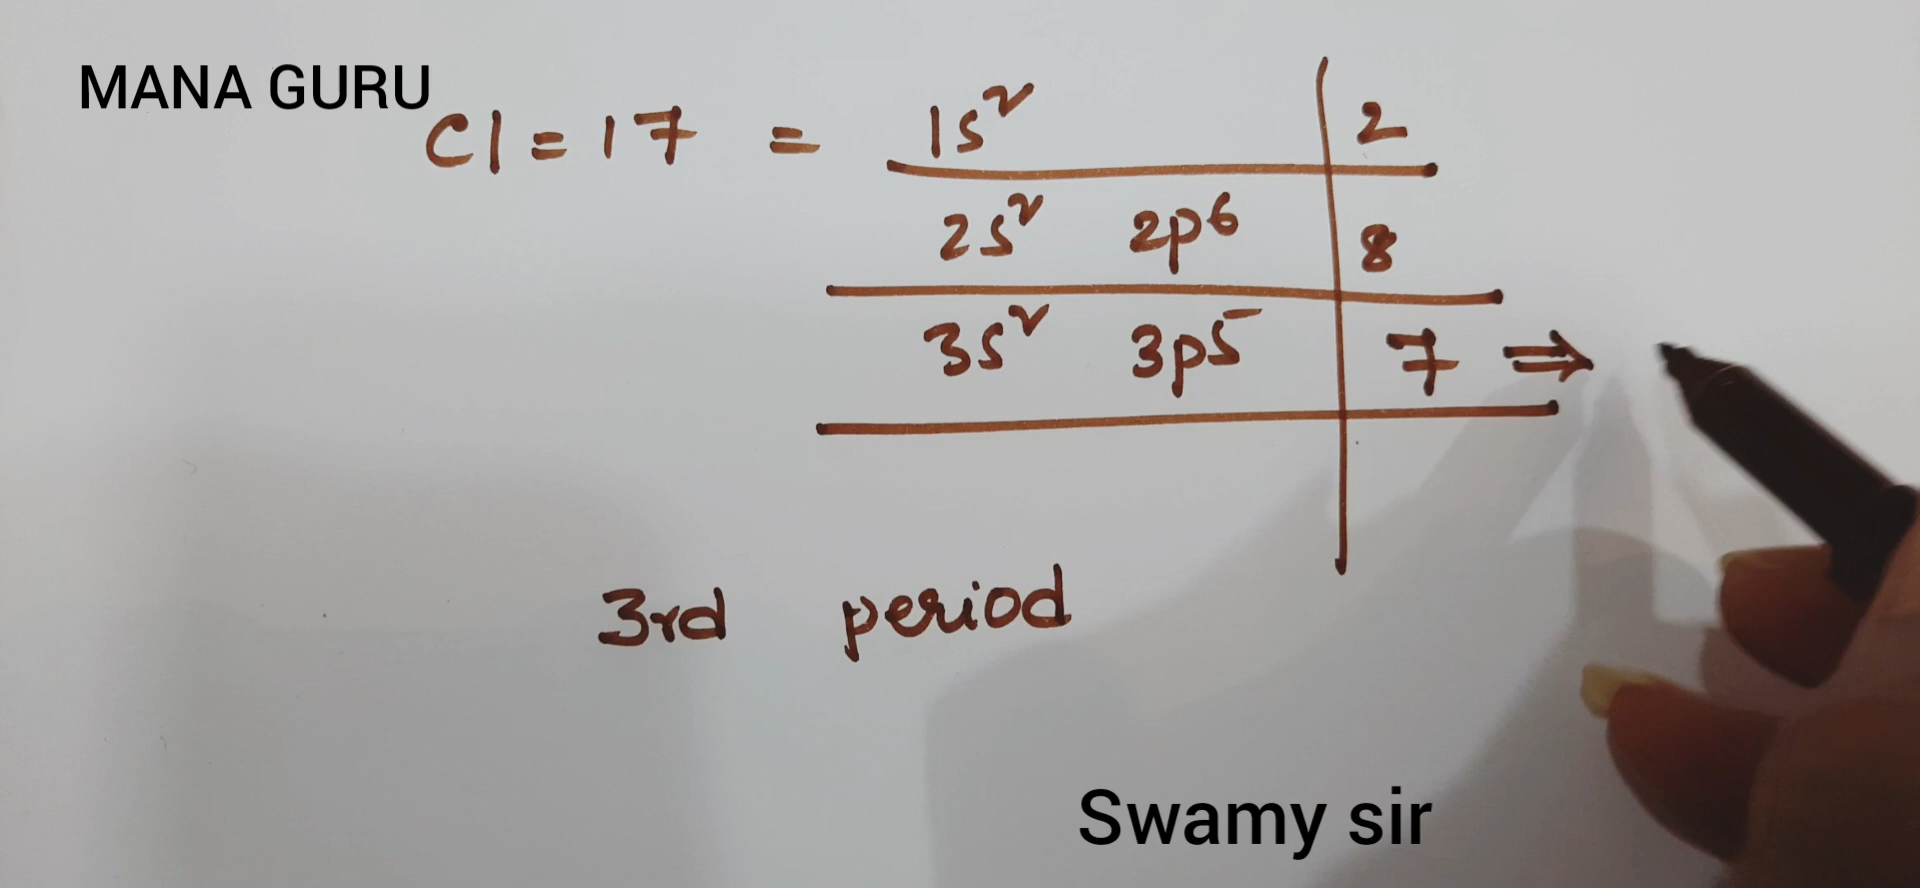 MANA GURU
Cl = 17 = 1s² 2
2s² 2p⁶ 8
3s² 3p⁵ 7 ⇒
3rd period
Swamy sir